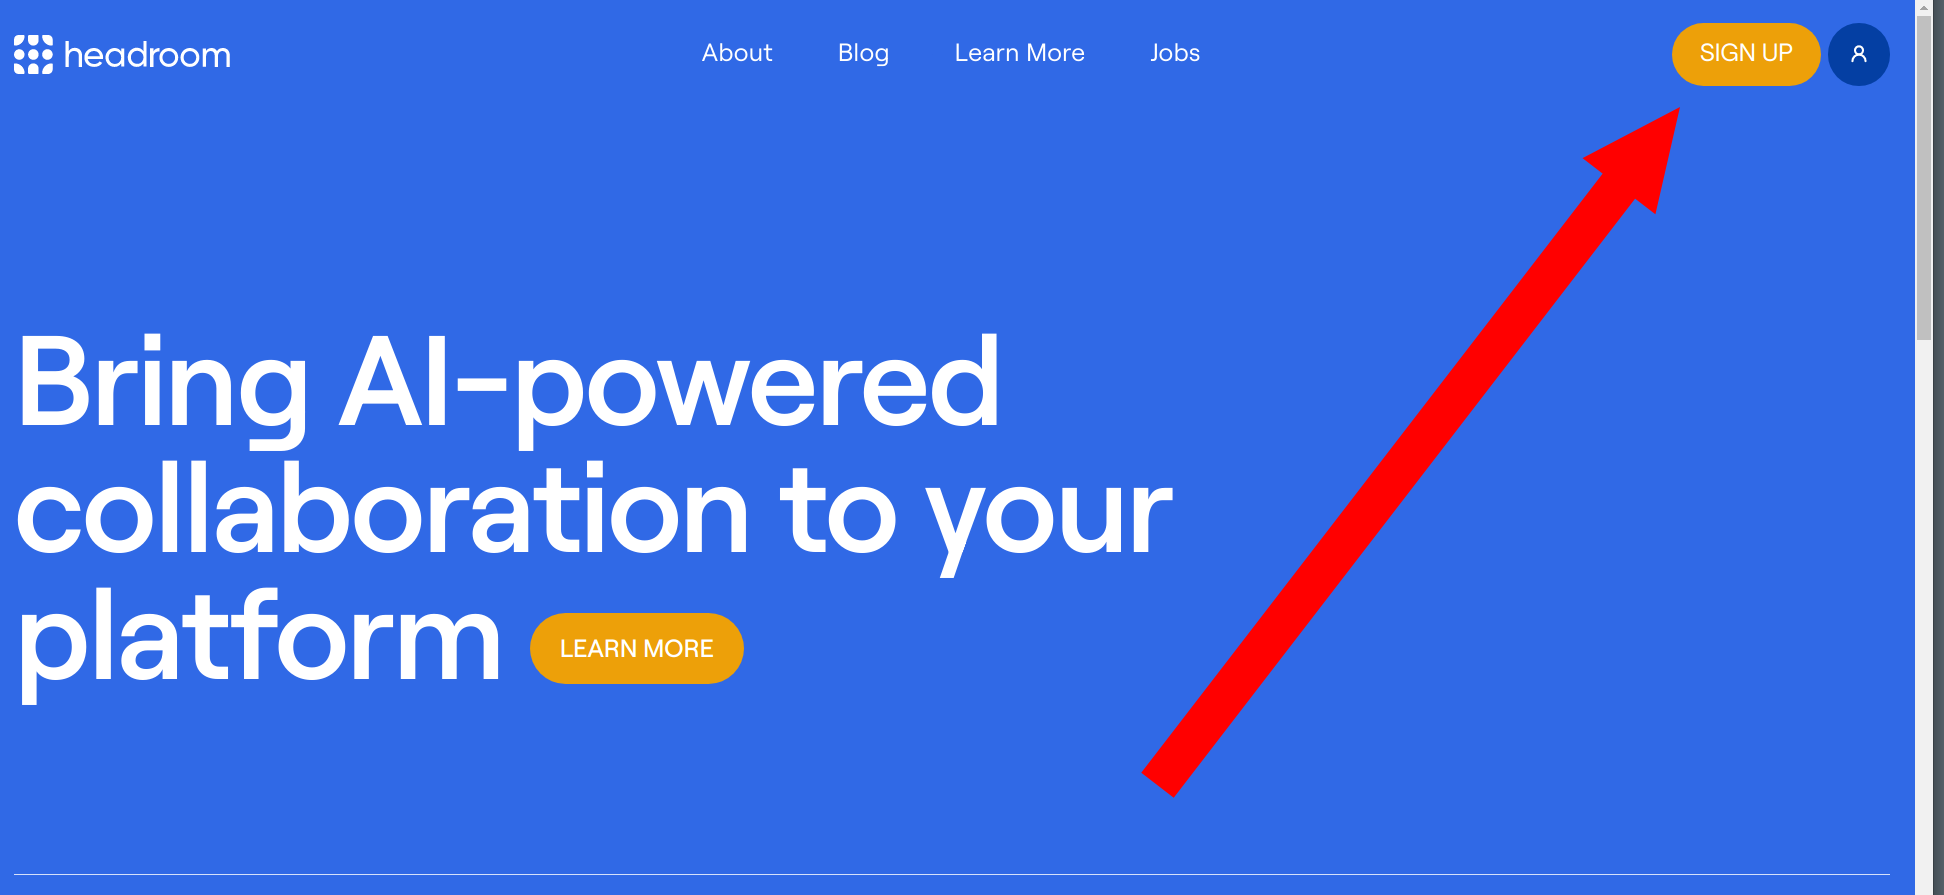 headroom
About
Blog
Learn More
Jobs
SIGN UP
Bring AI-powered
collaboration to your
platform
LEARN MORE